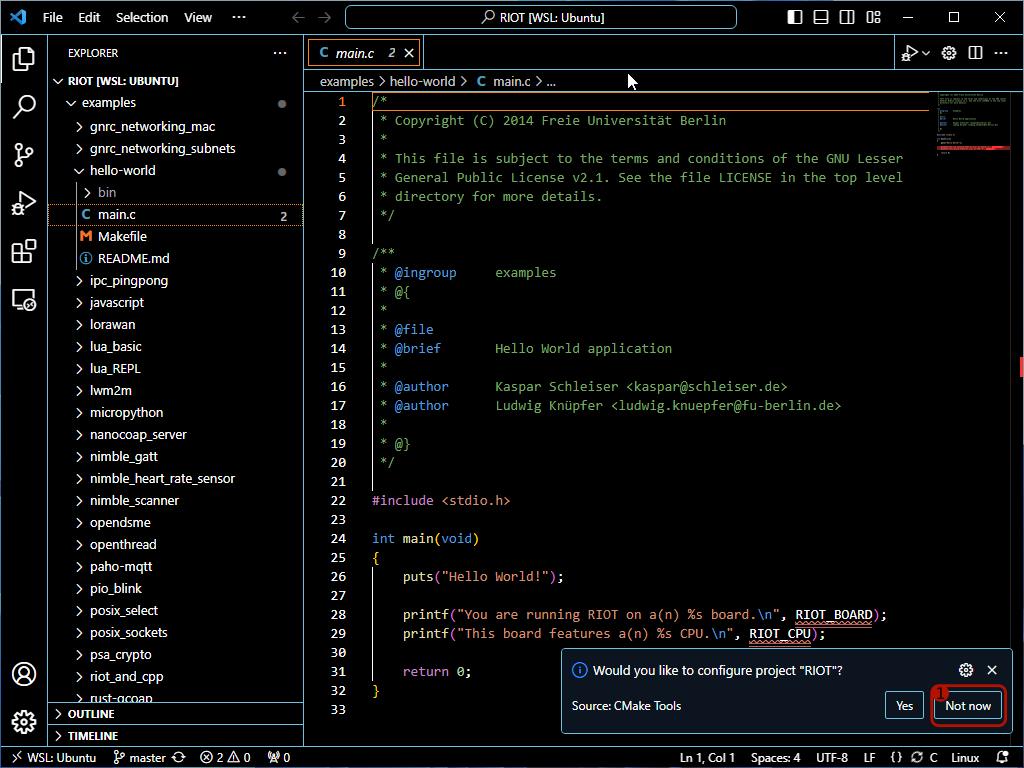 File Edit Selection View ··· RIOT [WSL: Ubuntu]
EXPLORER ···
RIOT [WSL: UBUNTU]
examples
gnrc_networking_mac
gnrc_networking_subnets
hello-world
bin
C main.c 2
M Makefile
README.md
ipc_pingpong
javascript
lorawan
lua_basic
lua_REPL
lwm2m
micropython
nanocoap_server
nimble_gatt
nimble_heart_rate_sensor
nimble_scanner
opendsme
openthread
paho-mqtt
pio_blink
posix_select
posix_sockets
psa_crypto
riot_and_cpp
rust-gcoap
OUTLINE
TIMELINE
C main.c 2
examples > hello-world > C main.c > ...
1 /*
2 * Copyright (C) 2014 Freie Universität Berlin
3 *
4 * This file is subject to the terms and conditions of the GNU Lesser
5 * General Public License v2.1. See the file LICENSE in the top level
6 * directory for more details.
7 */
8
9 /**
10 * @ingroup     examples
11 * @{
12 *
13 * @file
14 * @brief       Hello World application
15 *
16 * @author      Kaspar Schleiser <kaspar@schleiser.de>
17 * @author      Ludwig Knüpfer <ludwig.knuepfer@fu-berlin.de>
18 *
19 * @}
20 */
21
22 #include <stdio.h>
23
24 int main(void)
25 {
26     puts("Hello World!");
27
28     printf("You are running RIOT on a(n) %s board.\n", RIOT_BOARD);
29     printf("This board features a(n) %s CPU.\n", RIOT_CPU);
30
31     return 0;
32 }
33
Would you like to configure project "RIOT"?
Source: CMake Tools Yes Not now
1
WSL: Ubuntu master 2 0 0 Ln 1, Col 1 Spaces: 4 UTF-8 LF {} C Linux